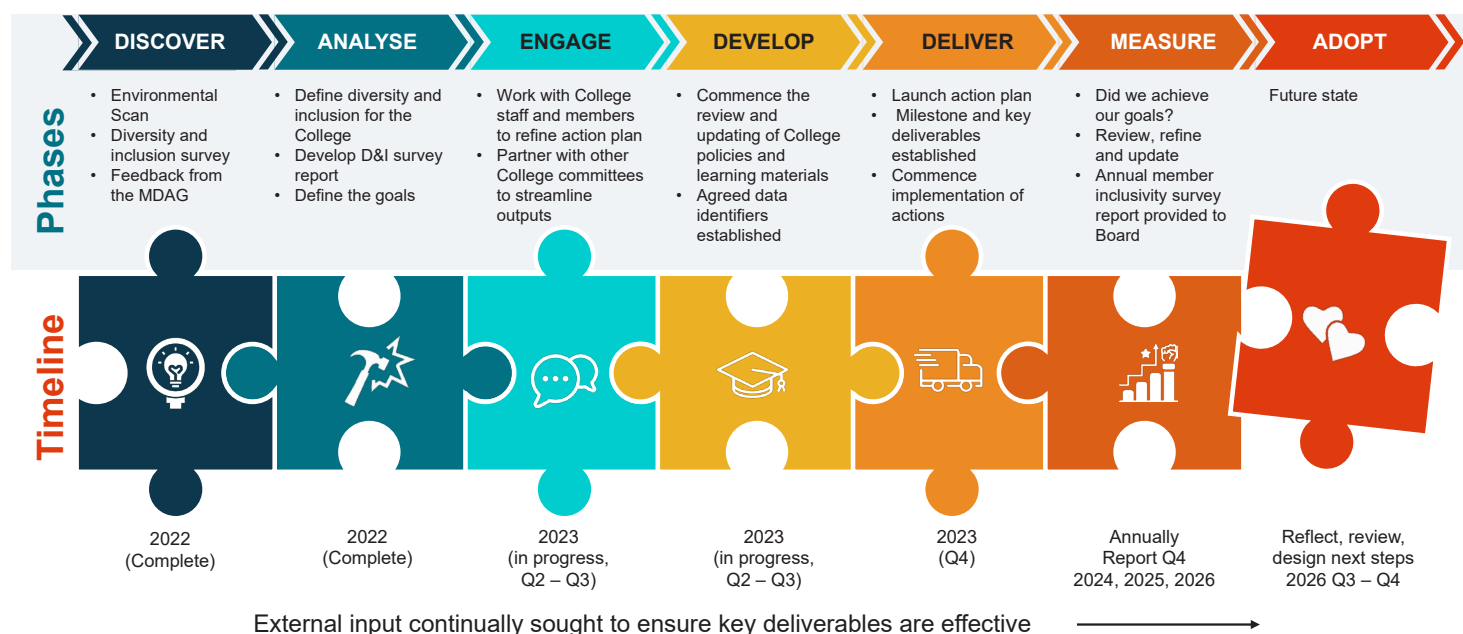 DISCOVER
ANALYSE
ENGAGE
DEVELOP
DELIVER
MEASURE
ADOPT
Phases
• Environmental
Scan
• Diversity and
inclusion survey
• Feedback from
the MDAG
• Define diversity and
inclusion for the
College
• Develop D&I survey
report
• Define the goals
• Work with College
staff and members
to refine action plan
• Partner with other
College committees
to streamline
outputs
• Commence the
review and
updating of College
policies and
learning materials
• Agreed data
identifiers
established
• Launch action plan
• Milestone and key
deliverables
established
• Commence
implementation of
actions
• Did we achieve
our goals?
• Review, refine
and update
• Annual member
inclusivity survey
report provided to
Board
Future state
Timeline
2022
(Complete)
2022
(Complete)
2023
(in progress,
Q2 – Q3)
2023
(in progress,
Q2 – Q3)
2023
(Q4)
Annually
Report Q4
2024, 2025, 2026
Reflect, review,
design next steps
2026 Q3 – Q4
External input continually sought to ensure key deliverables are effective